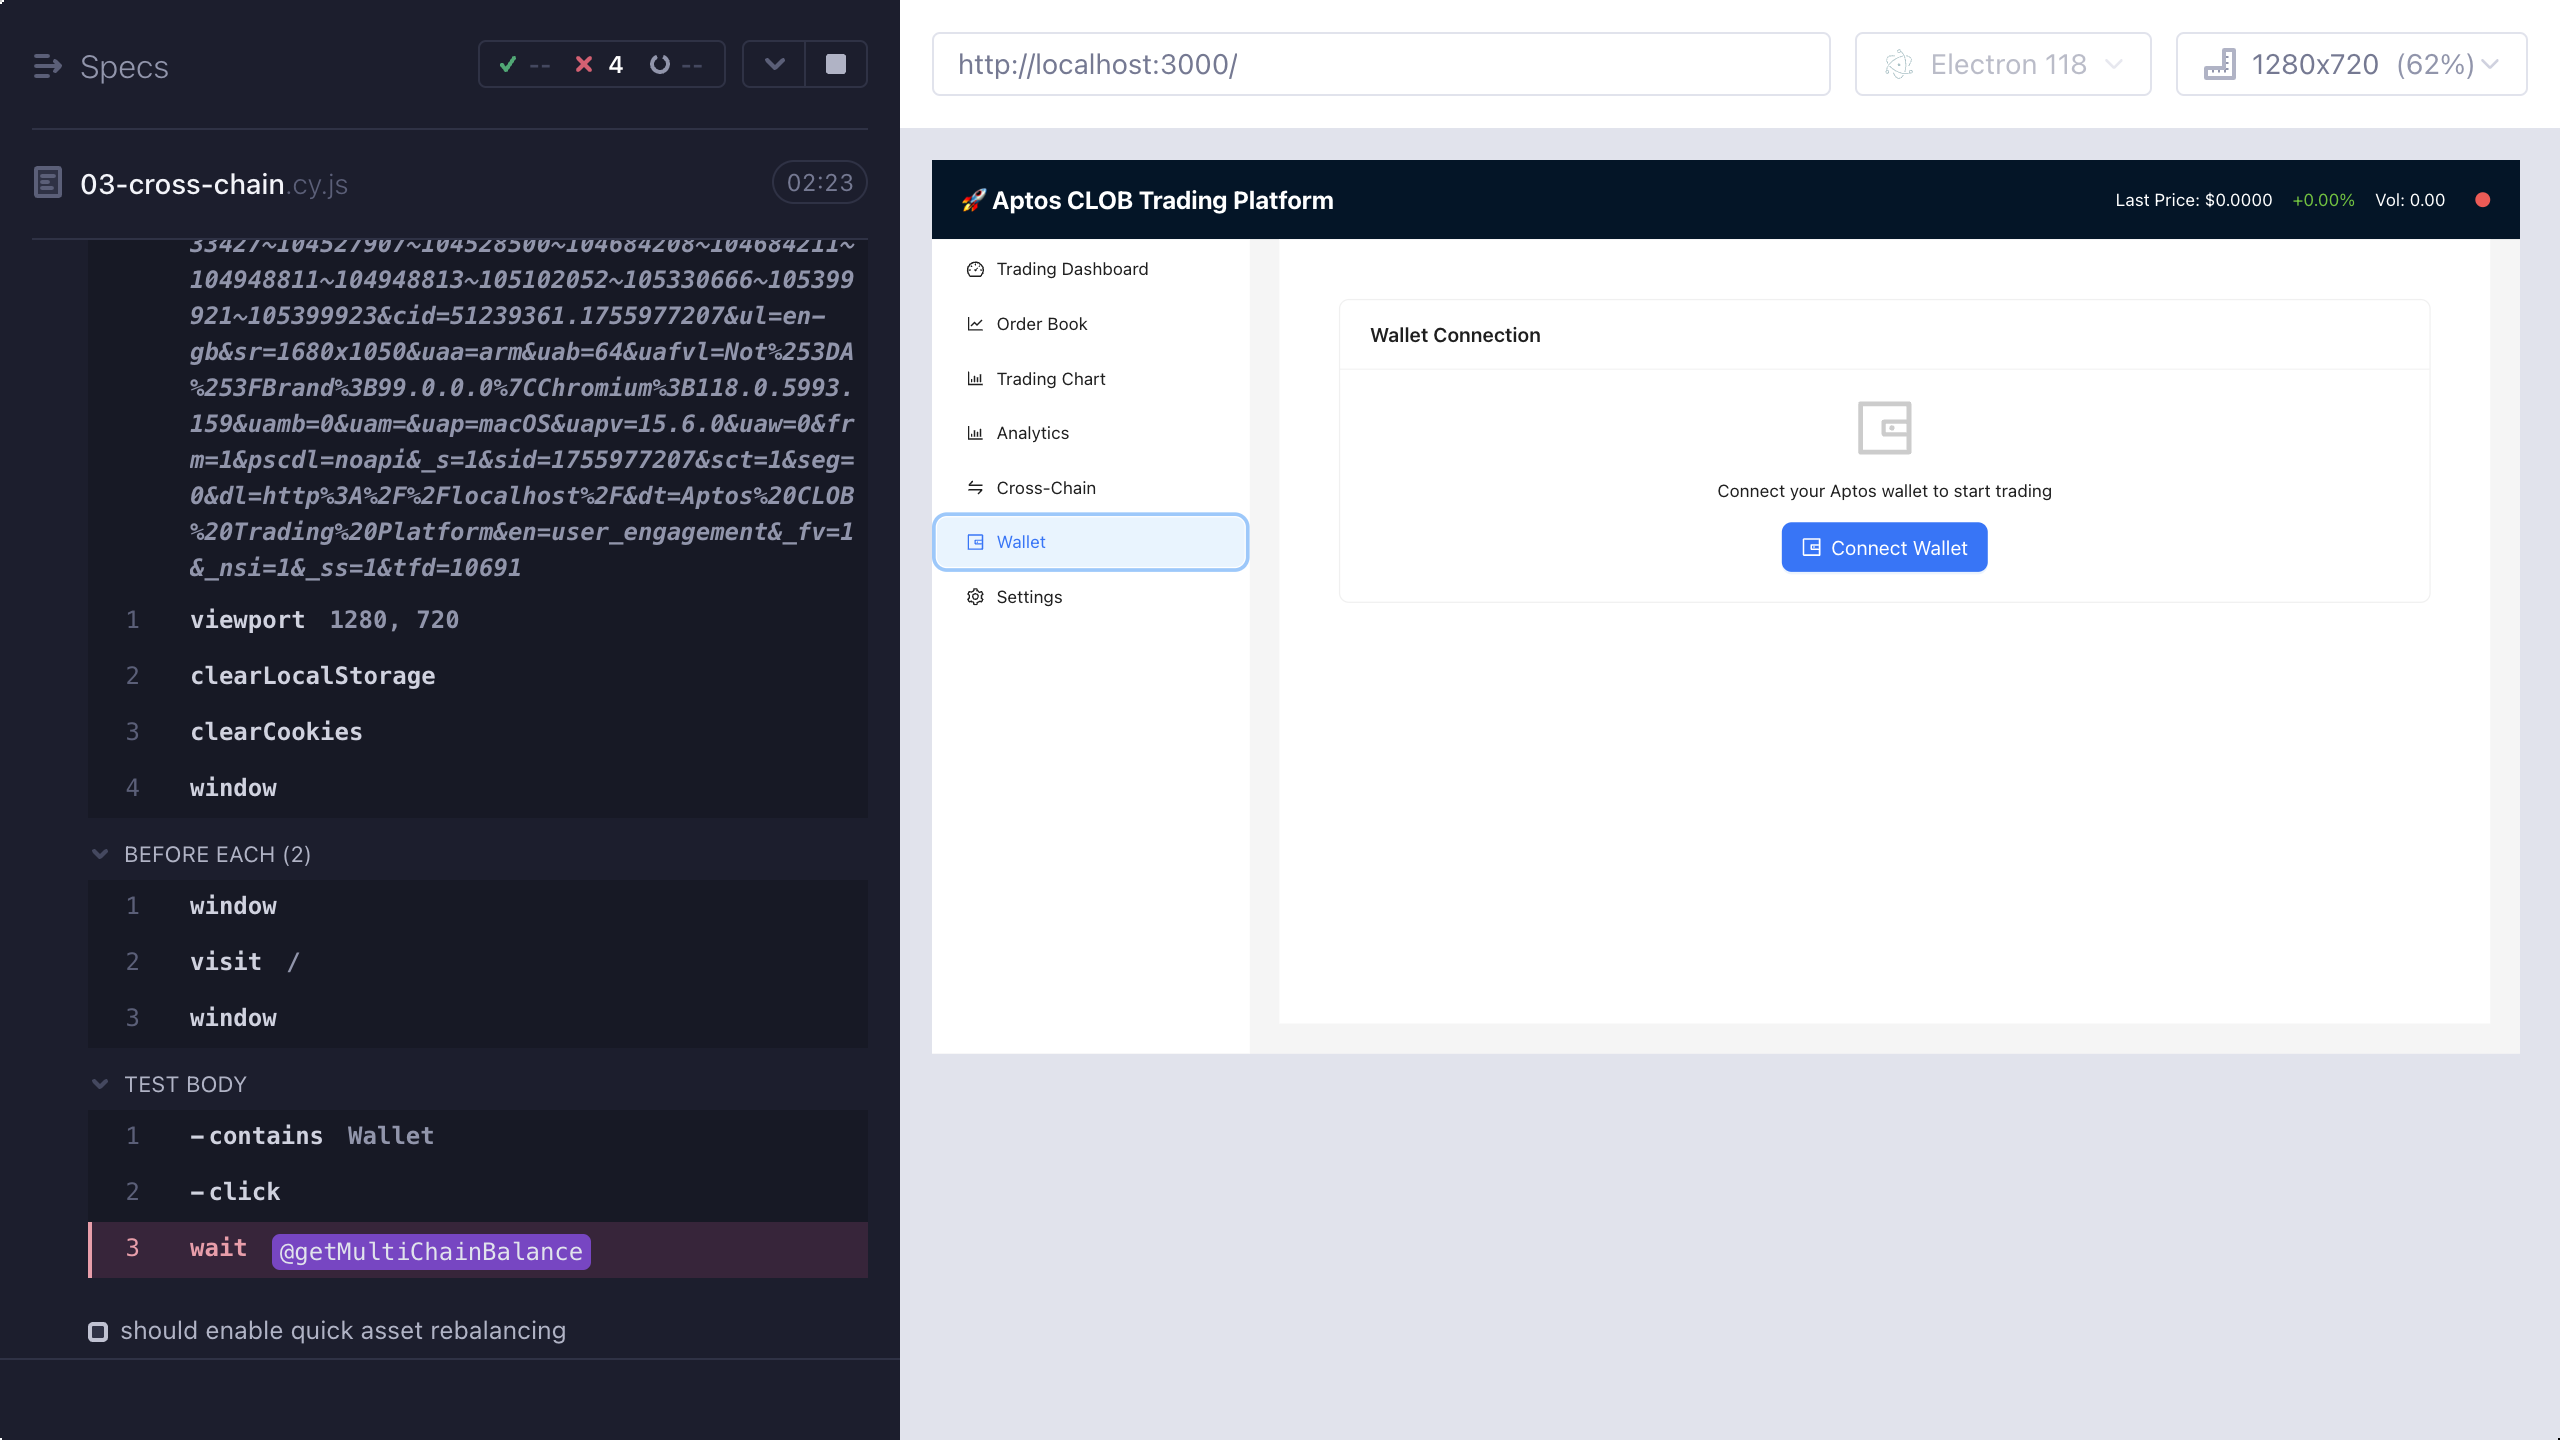 Specs
-- 4 --
03-cross-chain.cy.js 02:23
33427~104527907~104528500~104684208~104684211~
104948811~104948813~105102052~105330666~105399
921~105399923&cid=51239361.1755977207&ul=en-
gb&sr=1680x1050&uaa=arm&uab=64&uafvl=Not%253DA
%253FBrand%3B99.0.0.0%7CChromium%3B118.0.5993.
159&uamb=0&uam=&uap=macOS&uapv=15.6.0&uaw=0&fr
m=1&pscdl=noapi&_s=1&sid=1755977207&sct=1&seg=
0&dl=http%3A%2F%2Flocalhost%2F&dt=Aptos%20CLOB
%20Trading%20Platform&en=user_engagement&_fv=1
&_nsi=1&_ss=1&tfd=10691
1 viewport 1280, 720
2 clearLocalStorage
3 clearCookies
4 window
BEFORE EACH (2)
1 window
2 visit /
3 window
TEST BODY
1 -contains Wallet
2 -click
3 wait @getMultiChainBalance
should enable quick asset rebalancing
http://localhost:3000/
Electron 118
1280x720 (62%)
🚀 Aptos CLOB Trading Platform
Last Price: $0.0000 +0.00% Vol: 0.00
Trading Dashboard
Order Book
Trading Chart
Analytics
Cross-Chain
Wallet
Settings
Wallet Connection
Connect your Aptos wallet to start trading
Connect Wallet